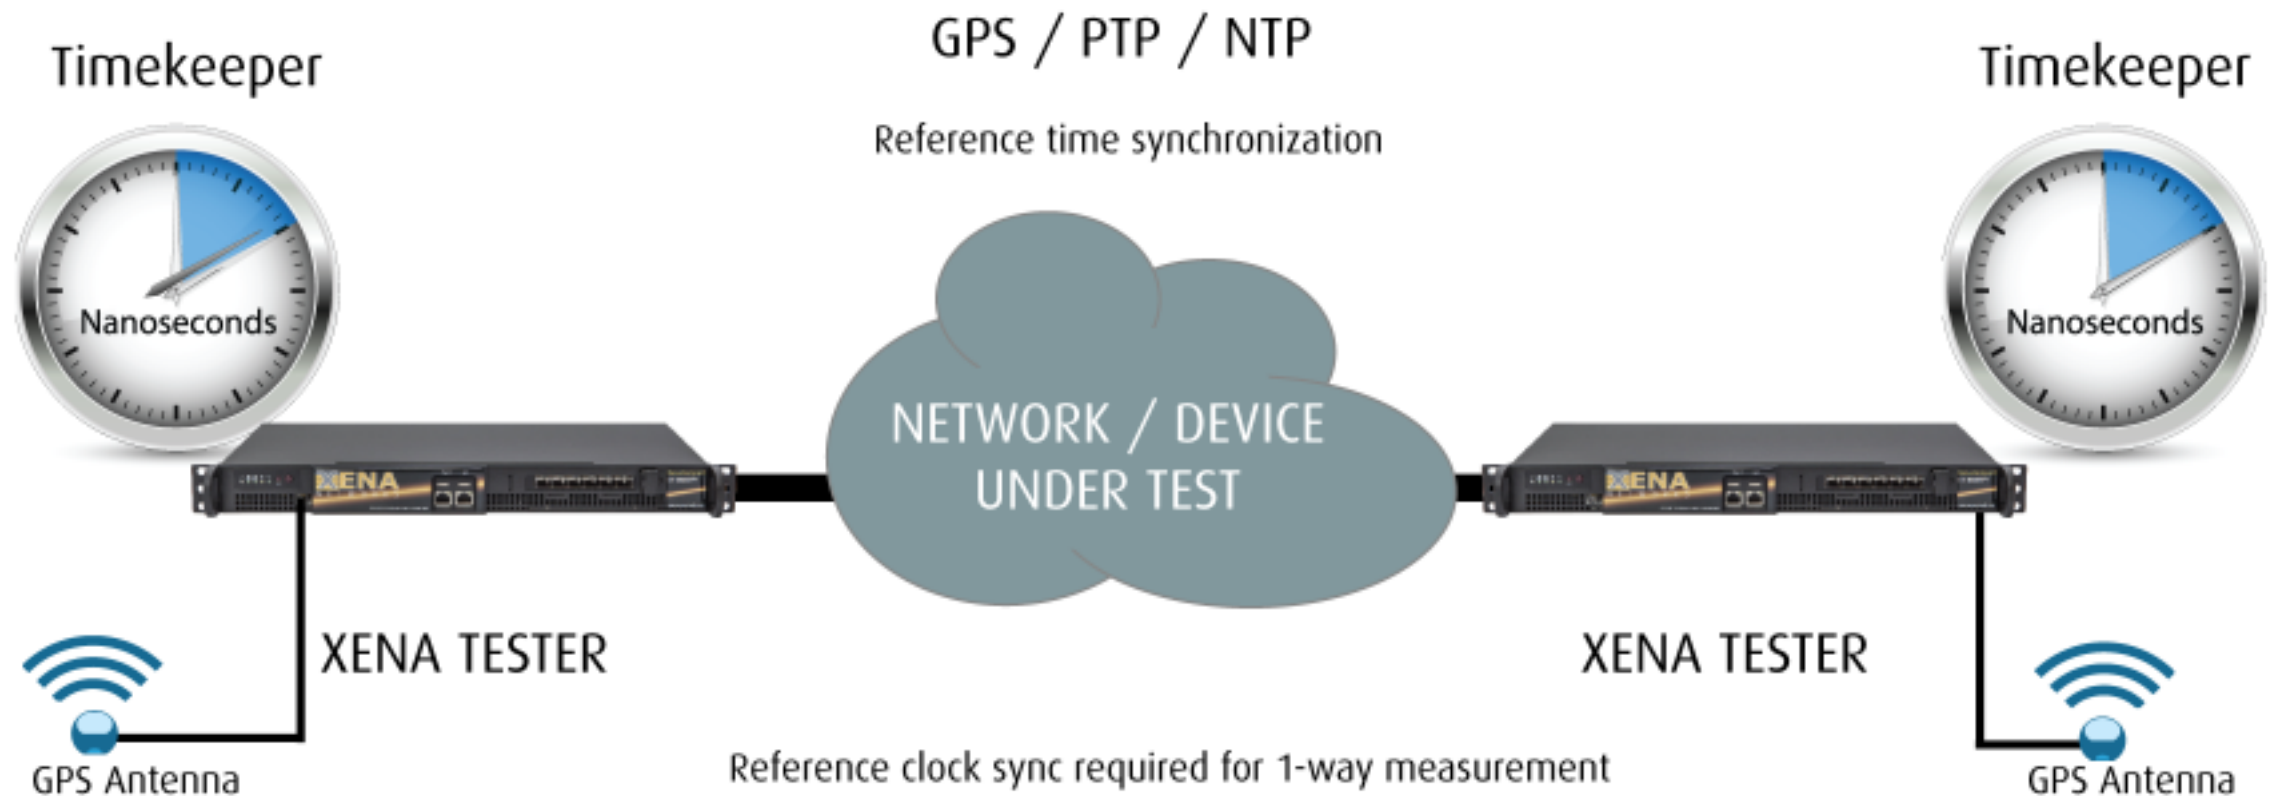 GPS / PTP / NTP
Timekeeper
Timekeeper
Reference time synchronization
Nanoseconds
Nanoseconds
NETWORK / DEVICE
UNDER TEST
XENA
XENA
XENA TESTER
XENA TESTER
GPS Antenna
Reference clock sync required for 1-way measurement
GPS Antenna